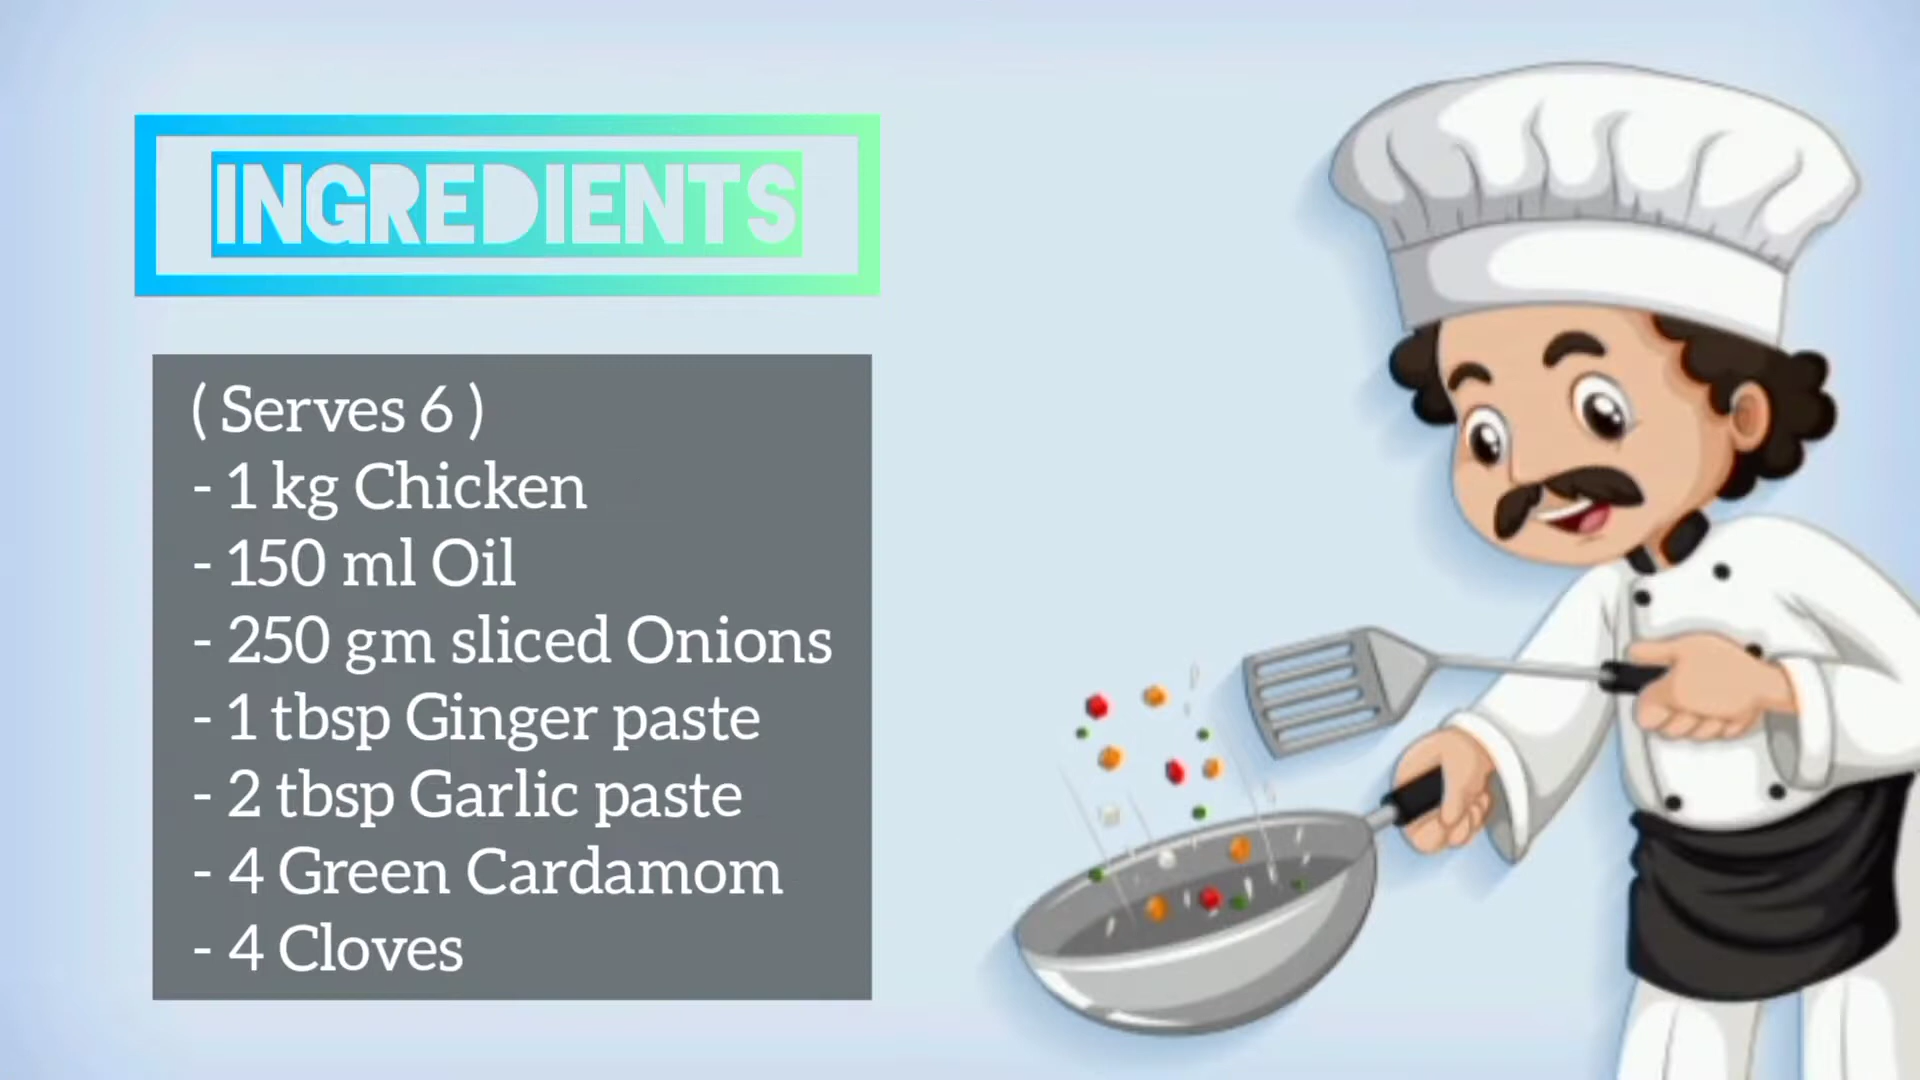 INGREDIENTS
( Serves 6 )
- 1 kg Chicken
- 150 ml Oil
- 250 gm sliced Onions
- 1 tbsp Ginger paste
- 2 tbsp Garlic paste
- 4 Green Cardamom
- 4 Cloves